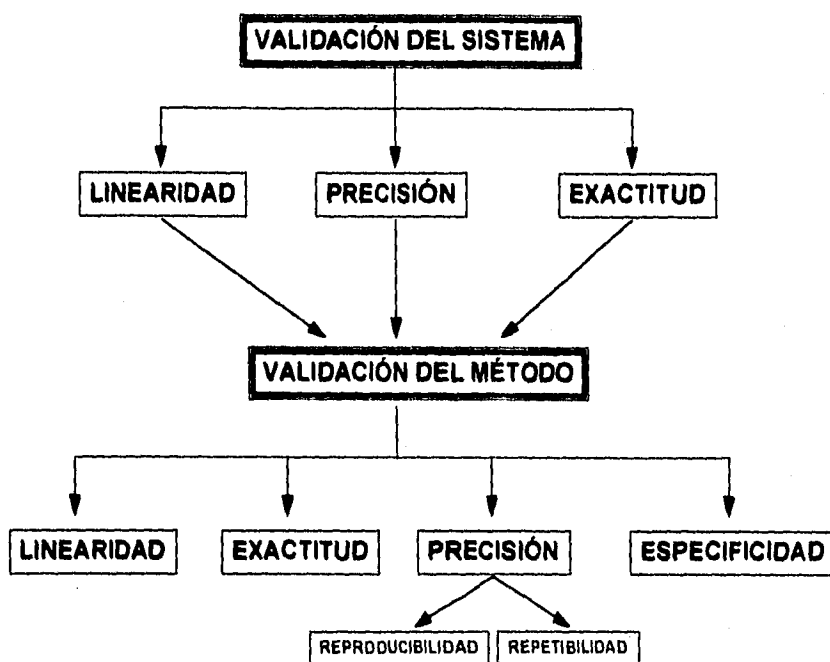 VALIDACIÓN DEL SISTEMA
LINEARIDAD
PRECISIÓN
EXACTITUD
VALIDACIÓN DEL MÉTODO
LINEARIDAD
EXACTITUD
PRECISIÓN
ESPECIFICIDAD
REPRODUCIBILIDAD
REPETIBILIDAD